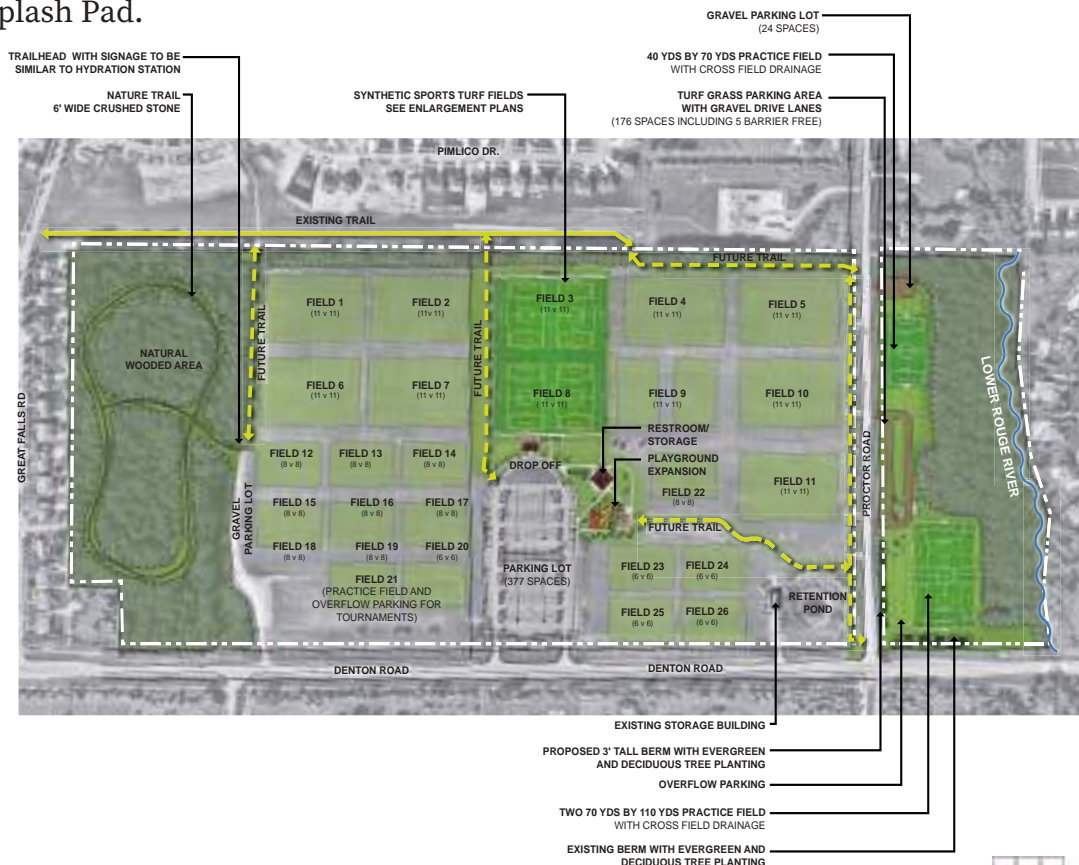 plash Pad.
GRAVEL PARKING LOT
(24 SPACES)
TRAILHEAD WITH SIGNAGE TO BE
SIMILAR TO HYDRATION STATION
40 YDS BY 70 YDS PRACTICE FIELD
WITH CROSS FIELD DRAINAGE
NATURE TRAIL
6' WIDE CRUSHED STONE
SYNTHETIC SPORTS TURF FIELDS
SEE ENLARGEMENT PLANS
TURF GRASS PARKING AREA
WITH GRAVEL DRIVE LANES
(176 SPACES INCLUDING 5 BARRIER FREE)
PIMLICO DR.
EXISTING TRAIL
FUTURE TRAIL
FIELD 1
(11 v 11)
FIELD 2
(11v 11)
FIELD 3
(11 v 11)
FIELD 4
(11 v 11)
FIELD 5
(11 v 11)
FUTURE TRAIL
FUTURE TRAIL
NATURAL
WOODED AREA
FIELD 6
(11 v 11)
FIELD 7
(11 v 11)
FIELD 8
(11 v 11)
FIELD 9
(11 v 11)
FIELD 10
(11 v 11)
GREAT FALLS RD
LOWER ROUGE RIVER
PROCTOR ROAD
RESTROOM/
STORAGE
PLAYGROUND
EXPANSION
FIELD 12
(8 v 8)
FIELD 13
(8 v 8)
FIELD 14
(8 v 8)
DROP OFF
FIELD 11
(11 v 11)
FIELD 22
(8 v 8)
GRAVEL
PARKING LOT
FIELD 15
(8 v 8)
FIELD 16
(8 v 8)
FIELD 17
(8 v 8)
FUTURE TRAIL
FIELD 18
(8 v 8)
FIELD 19
(8 v 8)
FIELD 20
(6 v 6)
PARKING LOT
(377 SPACES)
FIELD 23
(6 v 6)
FIELD 24
(6 v 6)
FIELD 21
(PRACTICE FIELD AND
OVERFLOW PARKING FOR
TOURNAMENTS)
RETENTION
POND
FIELD 25
(6 v 6)
FIELD 26
(6 v 6)
DENTON ROAD
DENTON ROAD
EXISTING STORAGE BUILDING
PROPOSED 3' TALL BERM WITH EVERGREEN
AND DECIDUOUS TREE PLANTING
OVERFLOW PARKING
TWO 70 YDS BY 110 YDS PRACTICE FIELD
WITH CROSS FIELD DRAINAGE
EXISTING BERM WITH EVERGREEN AND
DECIDUOUS TREE PLANTING